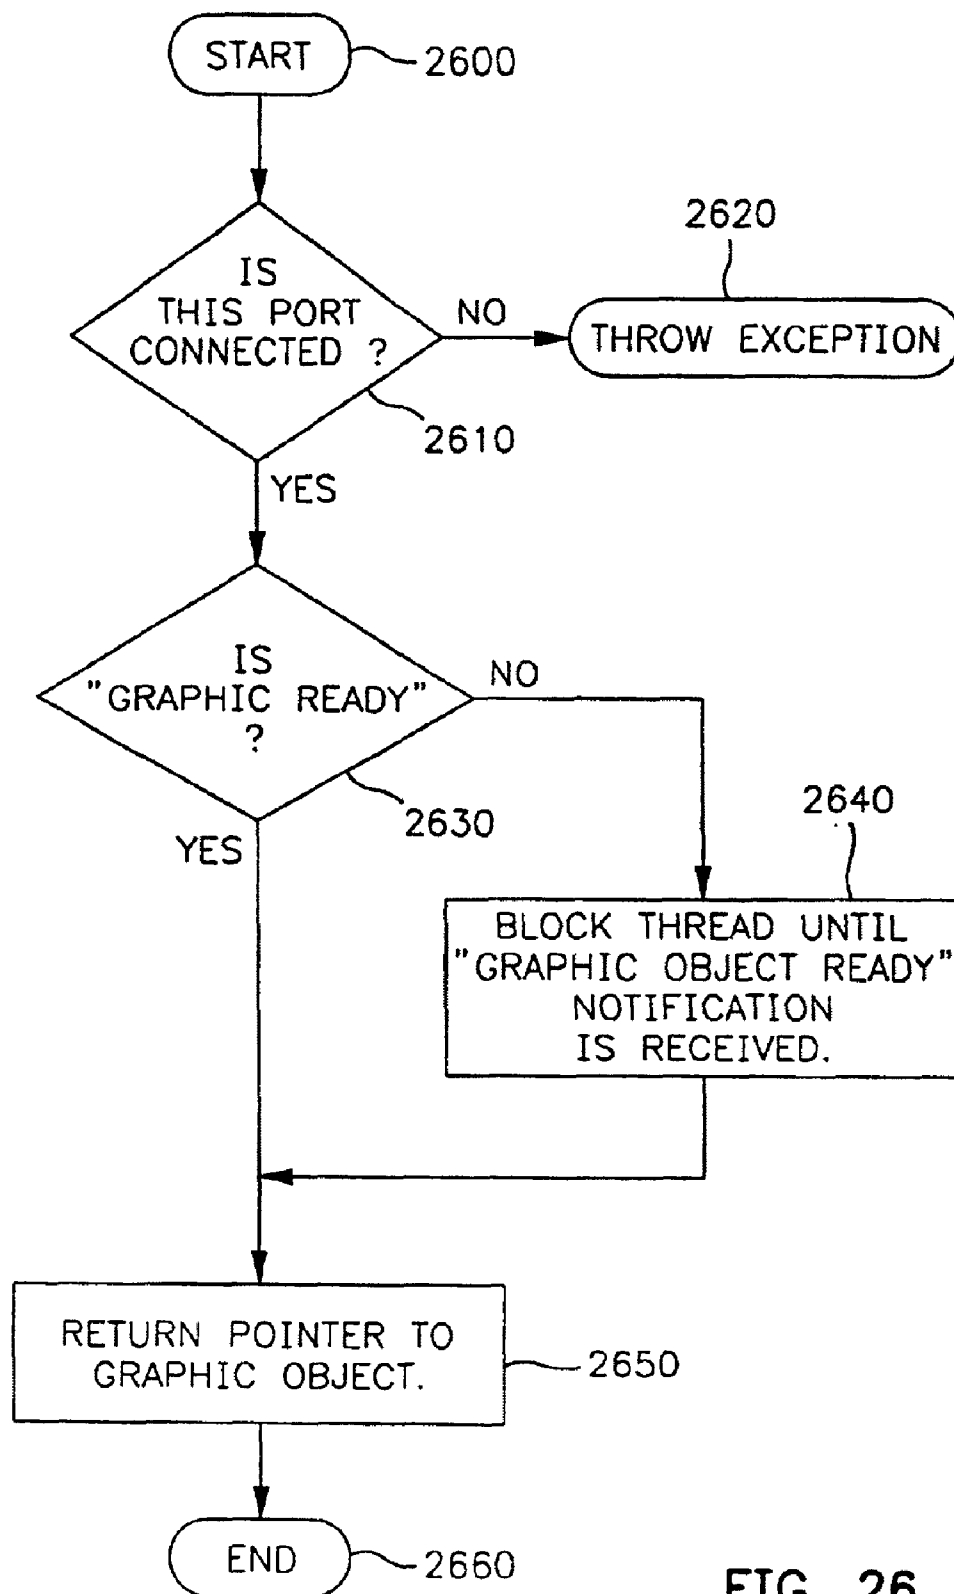 START
2600
2620
IS
THIS PORT
CONNECTED ?
NO
THROW EXCEPTION
2610
YES
IS
"GRAPHIC READY"
?
NO
2630
YES
2640
BLOCK THREAD UNTIL
"GRAPHIC OBJECT READY"
NOTIFICATION
IS RECEIVED.
RETURN POINTER TO
GRAPHIC OBJECT.
2650
END
2660
FIG. 26